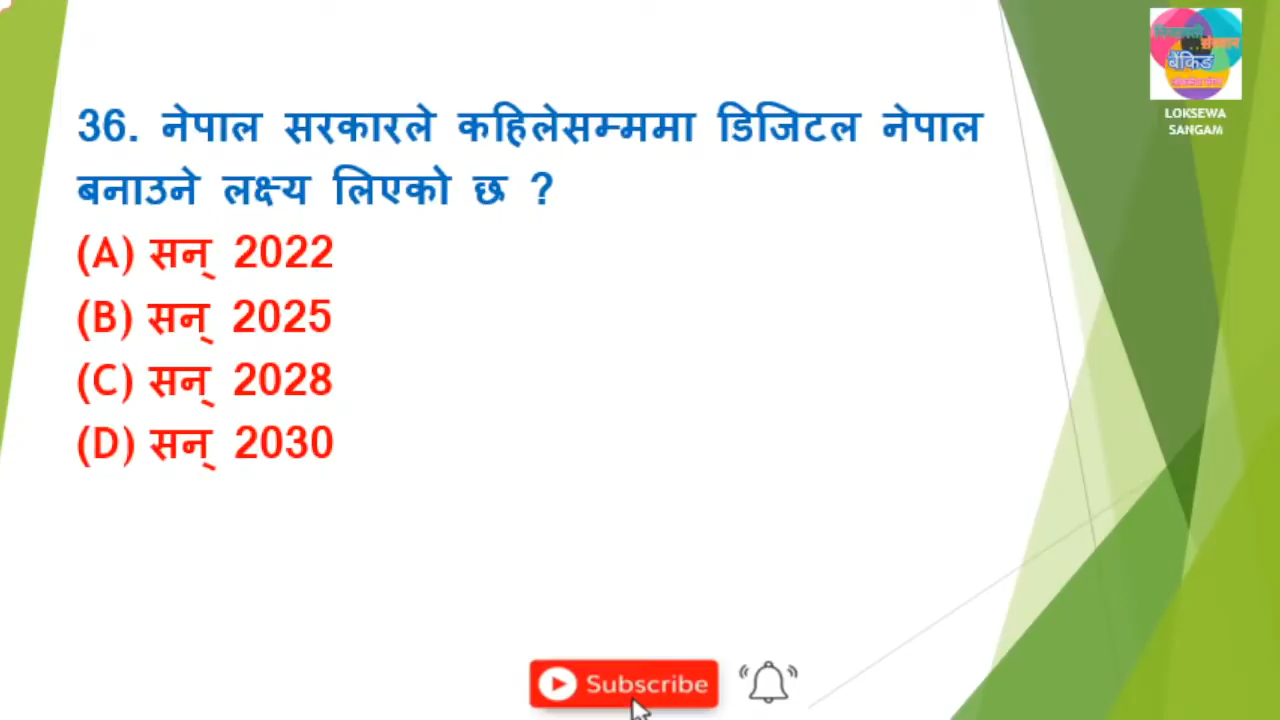 36. नेपाल सरकारले कहिलेसम्ममा डिजिटल नेपाल
बनाउने लक्ष्य लिएको छ ?
(A) सन् 2022
(B) सन् 2025
(C) सन् 2028
(D) सन् 2030
बैंकिङ
LOKSEWA
SANGAM
Subscribe